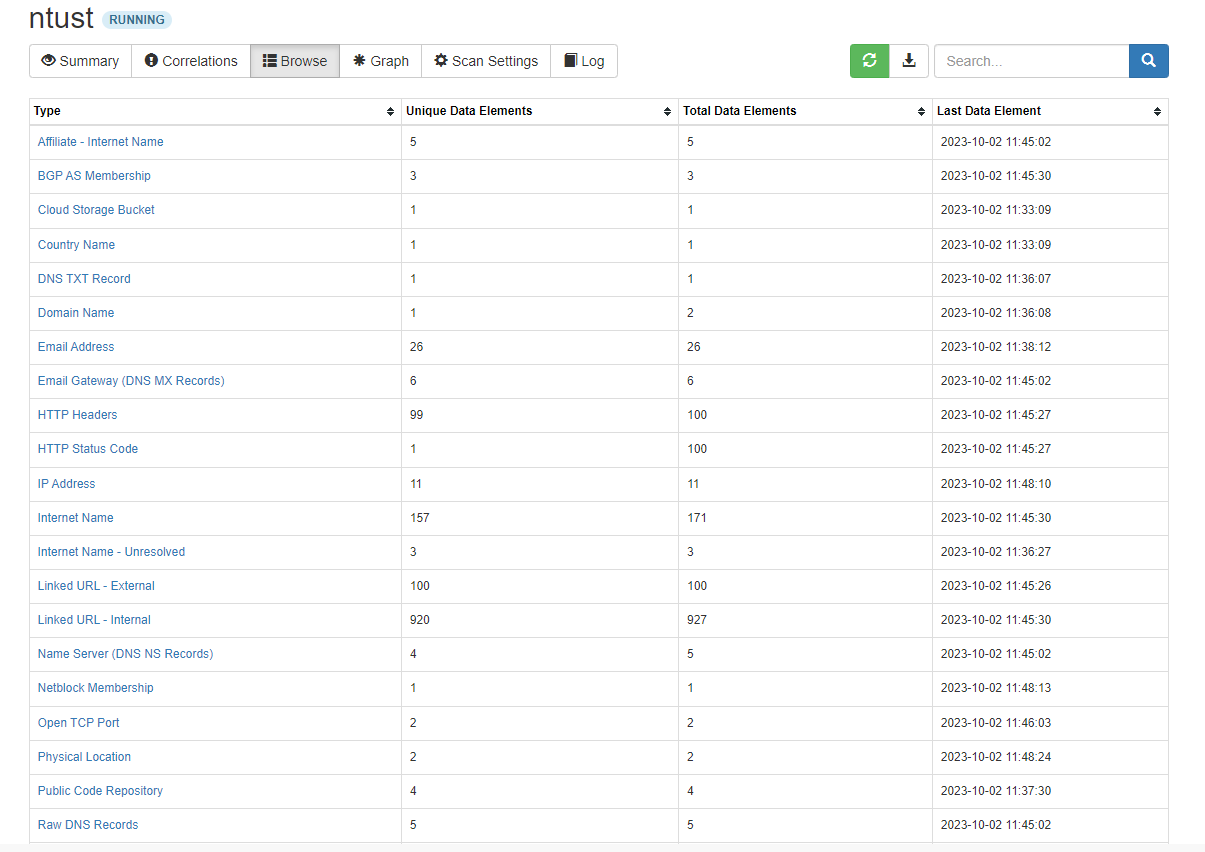 ntust RUNNING
Summary Correlations Browse Graph Scan Settings Log Search...
Type Unique Data Elements Total Data Elements Last Data Element
Affiliate - Internet Name 5 5 2023-10-02 11:45:02
BGP AS Membership 3 3 2023-10-02 11:45:30
Cloud Storage Bucket 1 1 2023-10-02 11:33:09
Country Name 1 1 2023-10-02 11:33:09
DNS TXT Record 1 1 2023-10-02 11:36:07
Domain Name 1 2 2023-10-02 11:36:08
Email Address 26 26 2023-10-02 11:38:12
Email Gateway (DNS MX Records) 6 6 2023-10-02 11:45:02
HTTP Headers 99 100 2023-10-02 11:45:27
HTTP Status Code 1 100 2023-10-02 11:45:27
IP Address 11 11 2023-10-02 11:48:10
Internet Name 157 171 2023-10-02 11:45:30
Internet Name - Unresolved 3 3 2023-10-02 11:36:27
Linked URL - External 100 100 2023-10-02 11:45:26
Linked URL - Internal 920 927 2023-10-02 11:45:30
Name Server (DNS NS Records) 4 5 2023-10-02 11:45:02
Netblock Membership 1 1 2023-10-02 11:48:13
Open TCP Port 2 2 2023-10-02 11:46:03
Physical Location 2 2 2023-10-02 11:48:24
Public Code Repository 4 4 2023-10-02 11:37:30
Raw DNS Records 5 5 2023-10-02 11:45:02